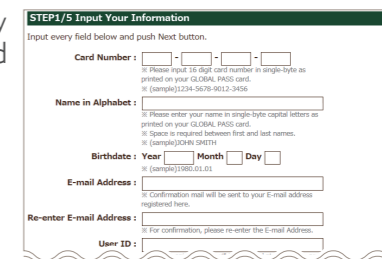 STEP1/5 Input Your Information
Input every field below and push Next button.
Card Number : - - -
※ Please input 16 digit card number in single-byte as
printed on your GLOBAL PASS card.
※ (sample)1234-5678-9012-3456
Name in Alphabet :
※ Please enter your name in single-byte capital letters as
printed on your GLOBAL PASS card.
※ Space is required between first and last names.
※ (sample)JOHN SMITH
Birthdate : Year Month Day
※ (sample)1980.01.01
E-mail Address :
※ Confirmation mail will be sent to your E-mail address
registered here.
Re-enter E-mail Address :
※ For confirmation, please re-enter the E-mail Address.
User ID :